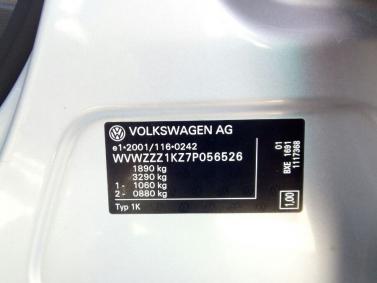 VOLKSWAGEN AG
e1-2001/116-0242
WVWZZZ1KZ7P056526
1890 kg
3290 kg
1 - 1060 kg
2 - 0880 kg
Typ 1K
01
BXE 1691
1117368
1,00